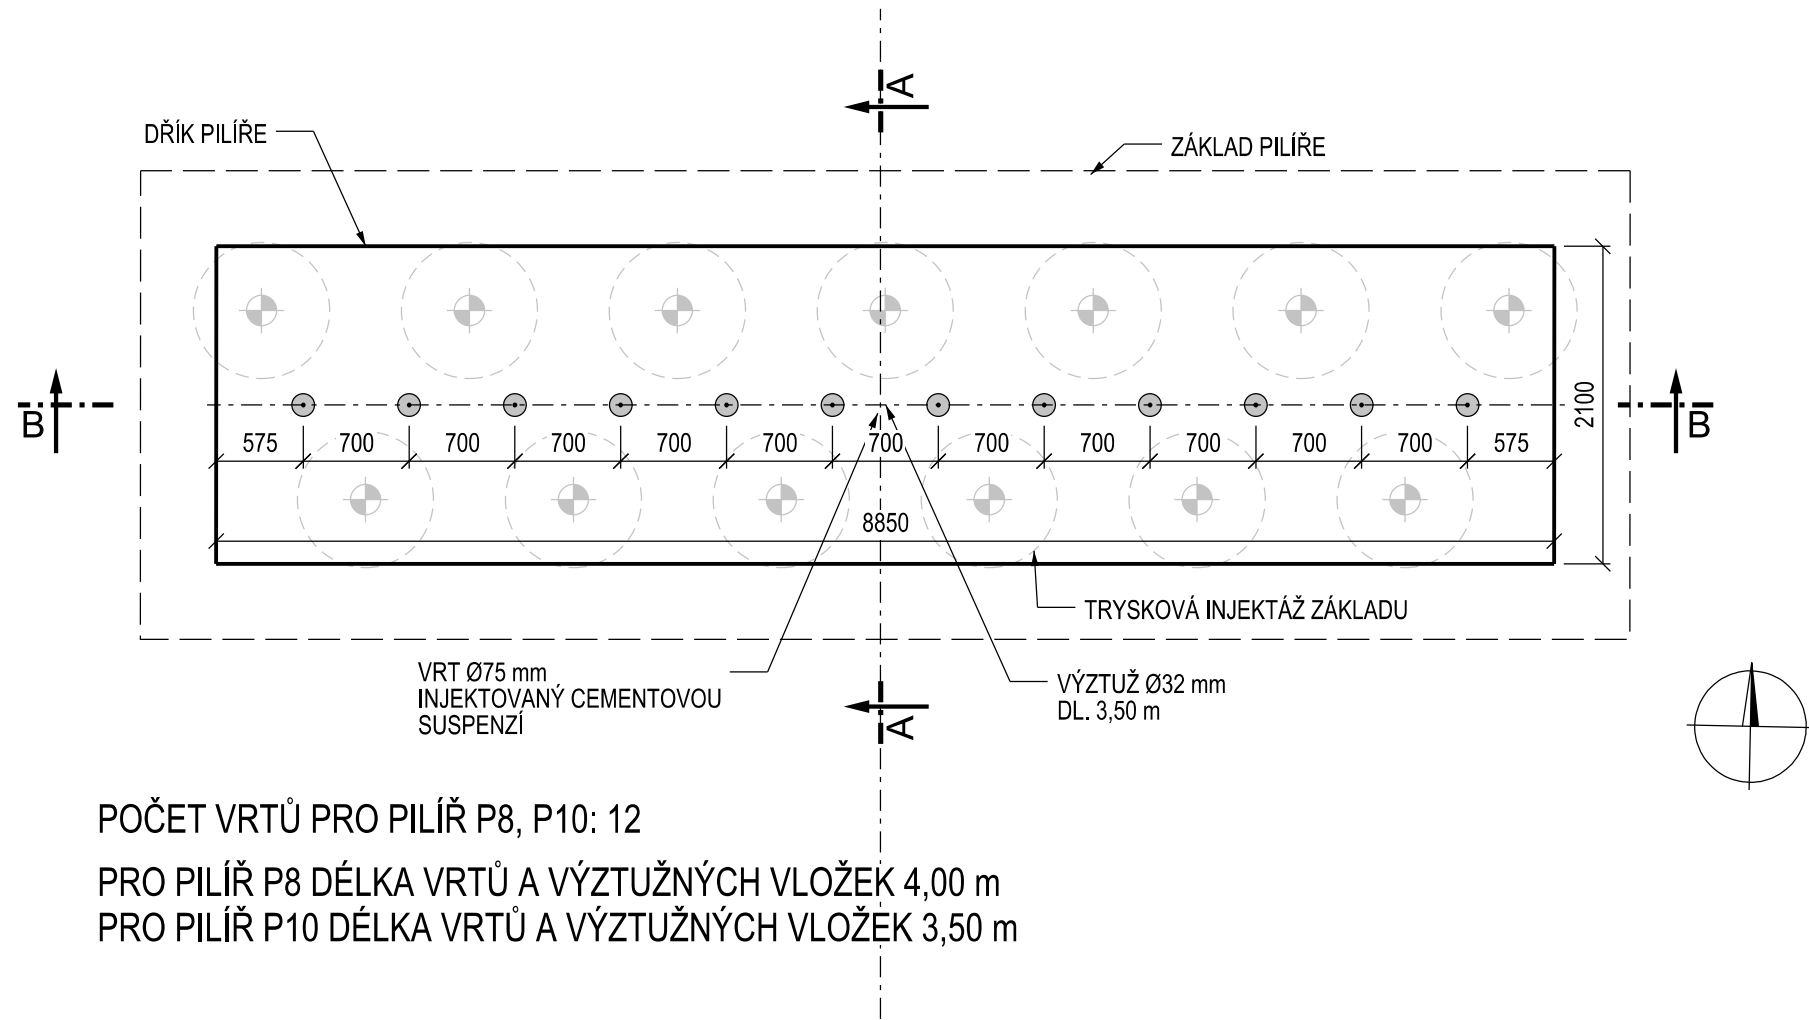 A
DŘÍK PILÍŘE
ZÁKLAD PILÍŘE
B
B
2100
575 700 700 700 700 700 700 700 700 700 700 700 575
8850
TRYSKOVÁ INJEKTÁŽ ZÁKLADU
VRT Ø75 mm
INJEKTOVANÝ CEMENTOVOU
SUSPENZÍ
VÝZTUŽ Ø32 mm
DL. 3,50 m
A
POČET VRTŮ PRO PILÍŘ P8, P10: 12
PRO PILÍŘ P8 DÉLKA VRTŮ A VÝZTUŽNÝCH VLOŽEK 4,00 m
PRO PILÍŘ P10 DÉLKA VRTŮ A VÝZTUŽNÝCH VLOŽEK 3,50 m